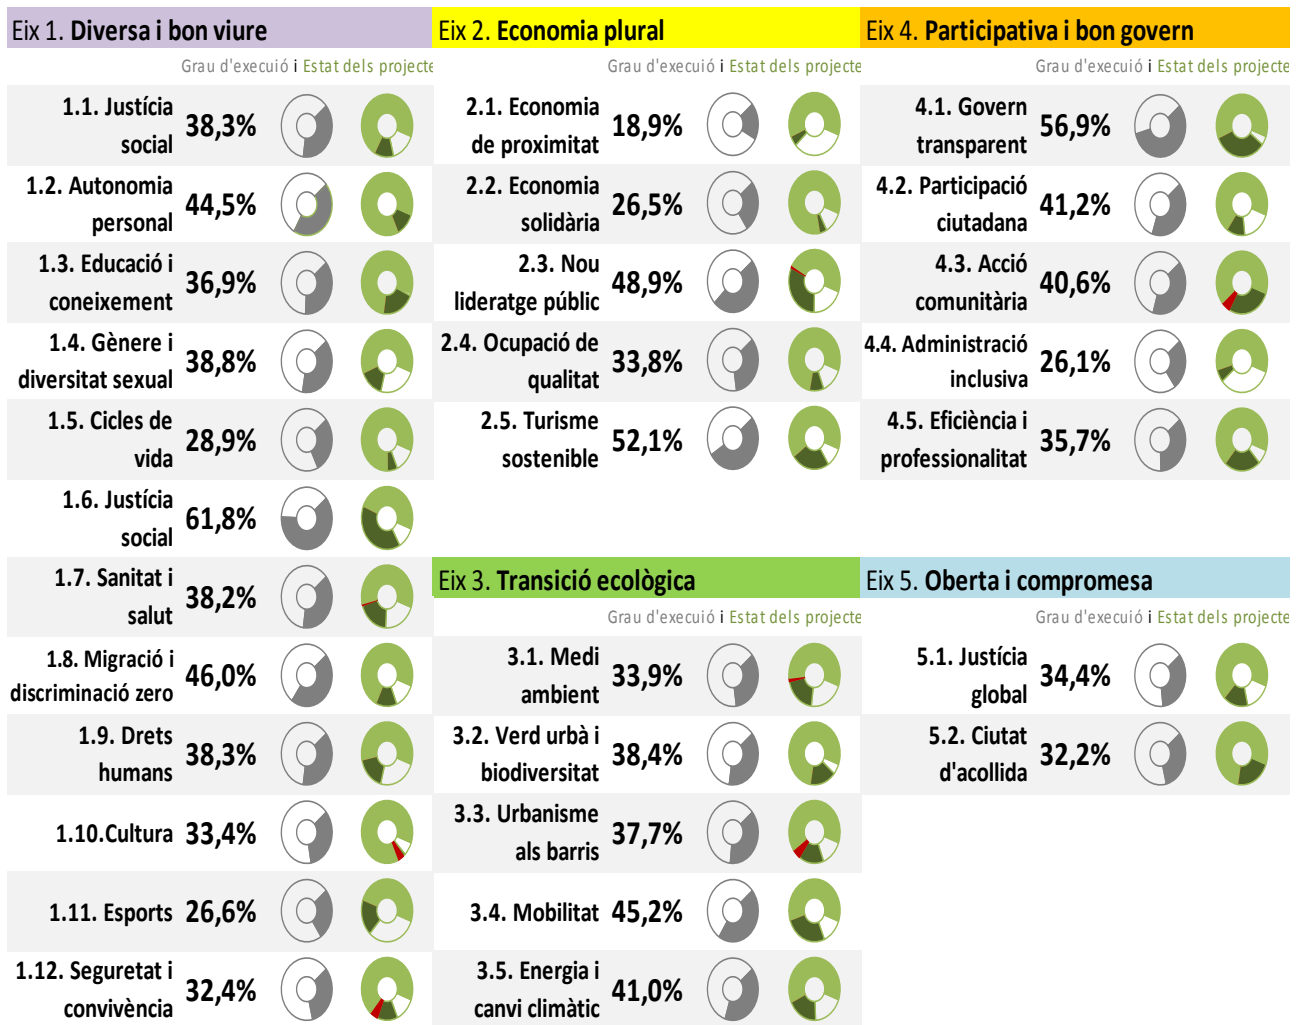 Eix 1. Diversa i bon viure
Grau d'execuió i Estat dels projecte
1.1. Justícia
social
38,3%
1.2. Autonomia
personal
44,5%
1.3. Educació i
coneixement
36,9%
1.4. Gènere i
diversitat sexual
38,8%
1.5. Cicles de
vida
28,9%
1.6. Justícia
social
61,8%
1.7. Sanitat i
salut
38,2%
1.8. Migració i
discriminació zero
46,0%
1.9. Drets
humans
38,3%
1.10.Cultura
33,4%
1.11. Esports
26,6%
1.12. Seguretat i
convivència
32,4%
Eix 2. Economia plural
Grau d'execuió i Estat dels projecte
2.1. Economia
de proximitat
18,9%
2.2. Economia
solidària
26,5%
2.3. Nou
lideratge públic
48,9%
2.4. Ocupació de
qualitat
33,8%
2.5. Turisme
sostenible
52,1%
Eix 3. Transició ecològica
Grau d'execuió i Estat dels projecte
3.1. Medi
ambient
33,9%
3.2. Verd urbà i
biodiversitat
38,4%
3.3. Urbanisme
als barris
37,7%
3.4. Mobilitat
45,2%
3.5. Energia i
canvi climàtic
41,0%
Eix 4. Participativa i bon govern
Grau d'execuió i Estat dels projecte
4.1. Govern
transparent
56,9%
4.2. Participació
ciutadana
41,2%
4.3. Acció
comunitària
40,6%
4.4. Administració
inclusiva
26,1%
4.5. Eficiència i
professionalitat
35,7%
Eix 5. Oberta i compromesa
Grau d'execuió i Estat dels projecte
5.1. Justícia
global
34,4%
5.2. Ciutat
d'acollida
32,2%